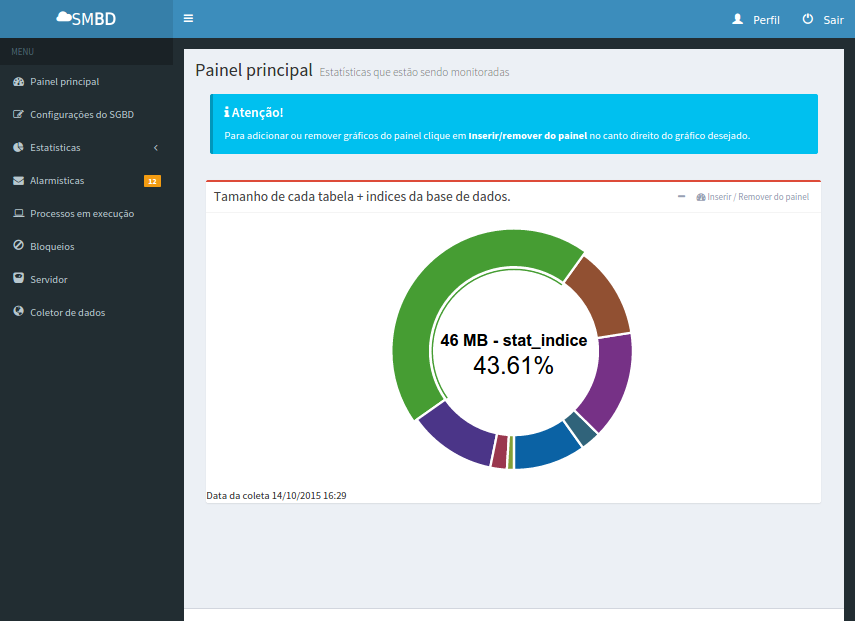 SMBD
Perfil
Sair
MENU
Painel principal
Configurações do SGBD
Estatísticas
Alarmísticas 12
Processos em execução
Bloqueios
Servidor
Coletor de dados
Painel principal Estatísticas que estão sendo monitoradas
Atenção!
Para adicionar ou remover gráficos do painel clique em Inserir/remover do painel no canto direito do gráfico desejado.
Tamanho de cada tabela + indices da base de dados.
Inserir / Remover do painel
46 MB - stat_indice
43.61%
Data da coleta 14/10/2015 16:29